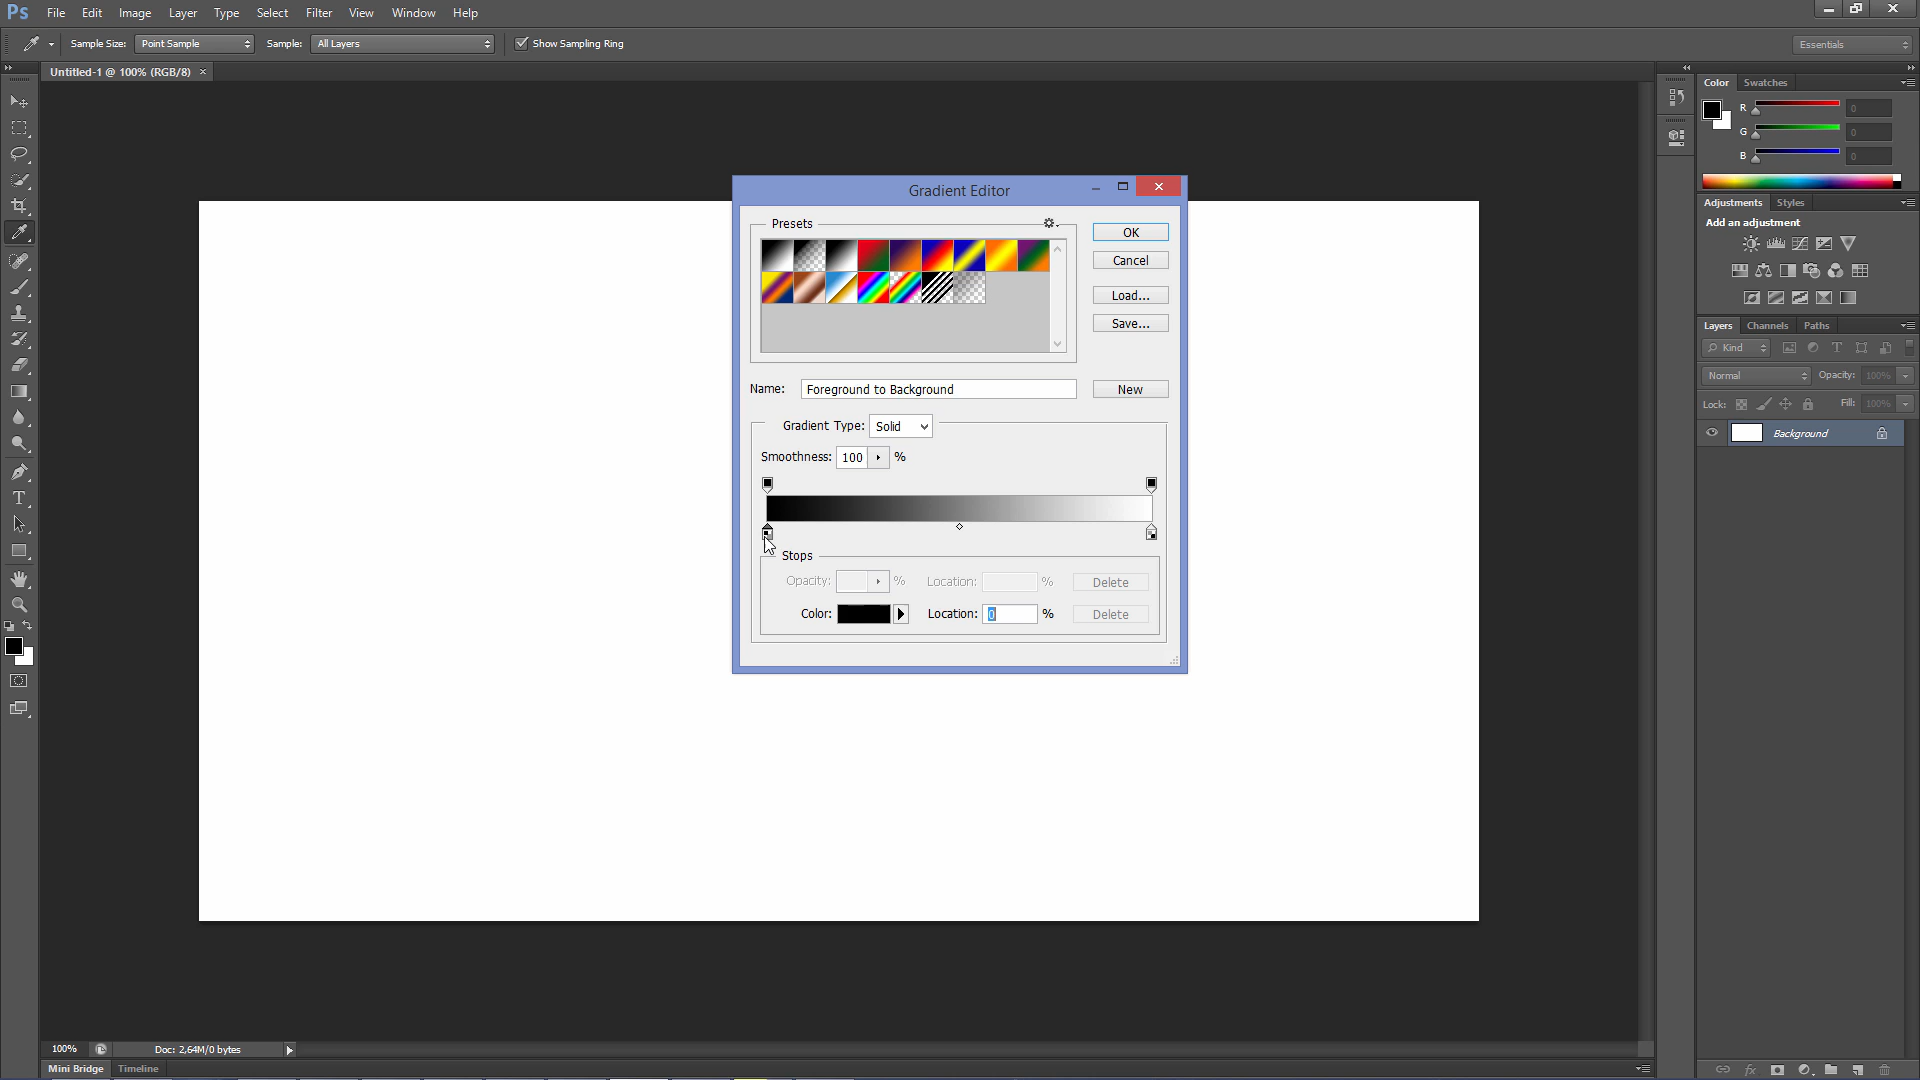 Ps File Edit Image Layer Type Select Filter View Window Help
Sample Size: Point Sample Sample: All Layers Show Sampling Ring Essentials
Untitled-1 @ 100% (RGB/8) ×
Color Swatches
R 0
G 0
B 0
Adjustments Styles
Add an adjustment
Layers Channels Paths
Kind
Normal Opacity: 100%
Lock: Fill: 100%
Background
Gradient Editor
Presets
OK
Cancel
Load...
Save...
Name: Foreground to Background New
Gradient Type: Solid
Smoothness: 100 %
Stops
Opacity: % Location: % Delete
Color: Location: 0 % Delete
100% Doc: 2,64M/0 bytes
Mini Bridge Timeline